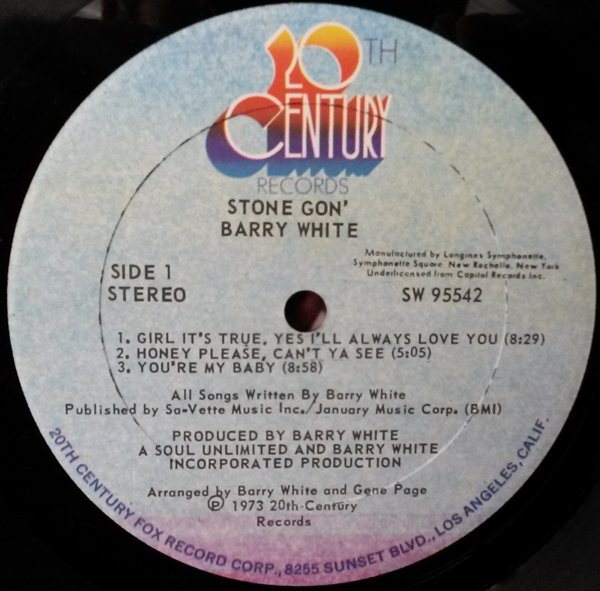 20TH
CENTURY
RECORDS
STONE GON'
BARRY WHITE
Manufactured by Longines Symphonette,
Symphonette Square, New Rochelle, New York
Underlicensed from Capitol Records Inc.
SIDE 1
STEREO
SW 95542
1. GIRL IT'S TRUE, YES I'LL ALWAYS LOVE YOU (8:29)
2. HONEY PLEASE, CAN'T YA SEE (5:05)
3. YOU'RE MY BABY (8:58)
All Songs Written By Barry White
Published by Sa-Vette Music Inc./January Music Corp. (BMI)
PRODUCED BY BARRY WHITE
A SOUL UNLIMITED AND BARRY WHITE
INCORPORATED PRODUCTION
Arranged by Barry White and Gene Page
℗ 1973 20th-Century
Records
20TH CENTURY FOX RECORD CORP., 8255 SUNSET BLVD., LOS ANGELES, CALIF.